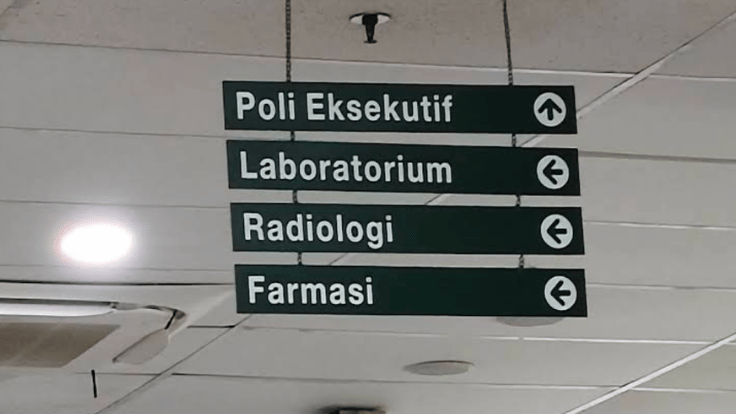 Poli Eksekutif
Laboratorium
Radiologi
Farmasi